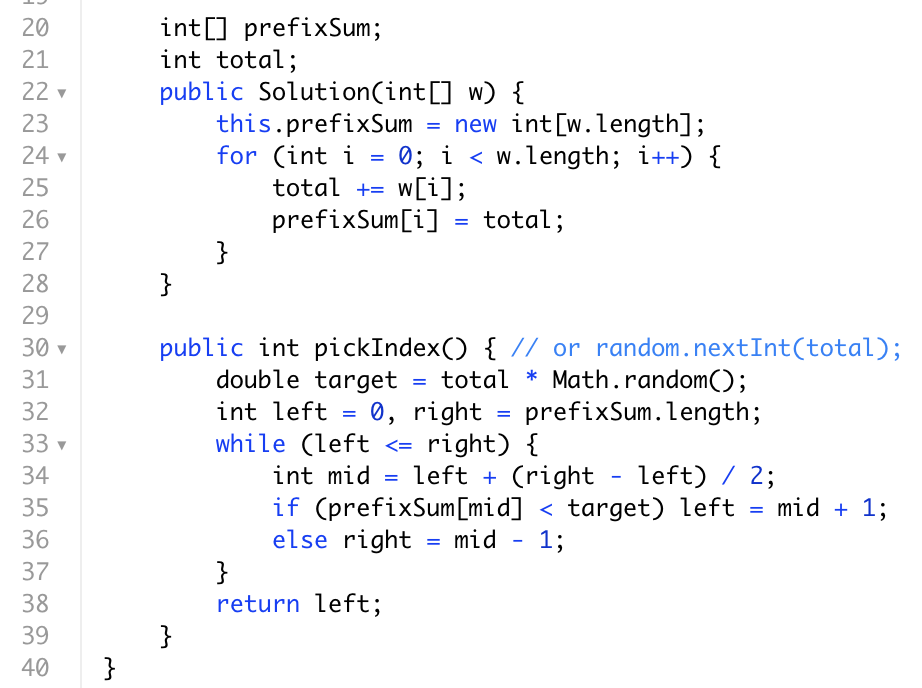 20 int[] prefixSum;
21 int total;
22 public Solution(int[] w) {
23 this.prefixSum = new int[w.length];
24 for (int i = 0; i < w.length; i++) {
25 total += w[i];
26 prefixSum[i] = total;
27 }
28 }
29
30 public int pickIndex() { // or random.nextInt(total);
31 double target = total * Math.random();
32 int left = 0, right = prefixSum.length;
33 while (left <= right) {
34 int mid = left + (right - left) / 2;
35 if (prefixSum[mid] < target) left = mid + 1;
36 else right = mid - 1;
37 }
38 return left;
39 }
40 }